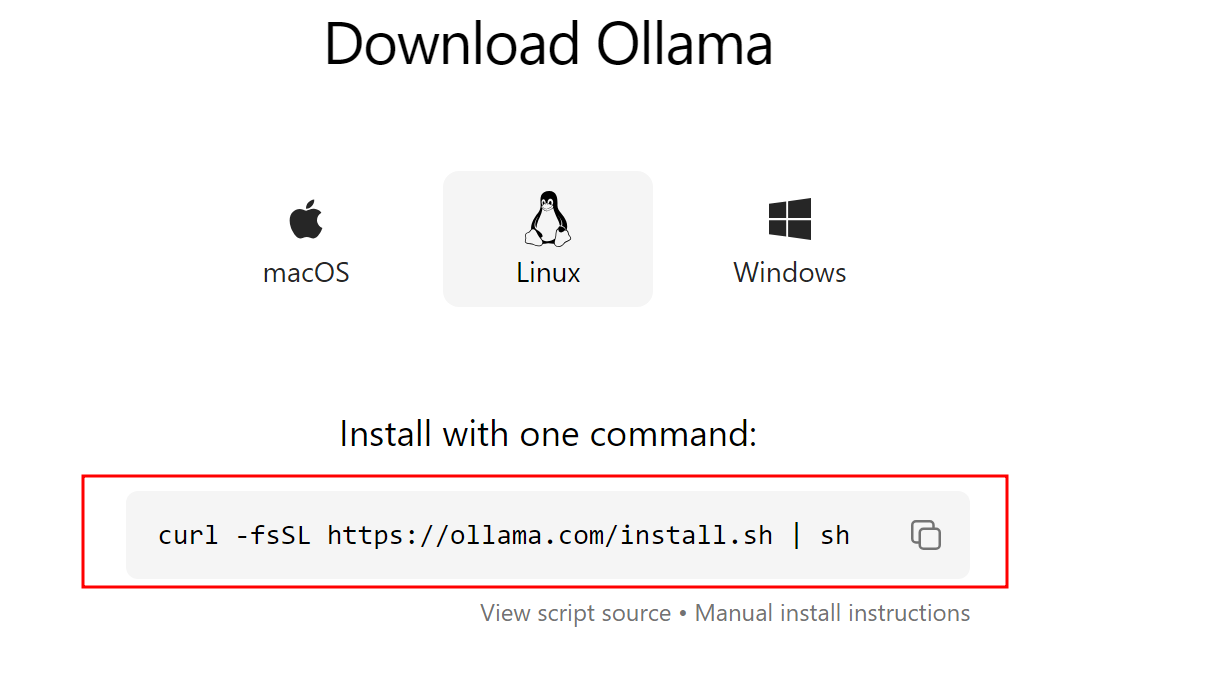 Download Ollama
macOS
Linux
Windows
Install with one command:
curl -fsSL https://ollama.com/install.sh | sh
View script source • Manual install instructions